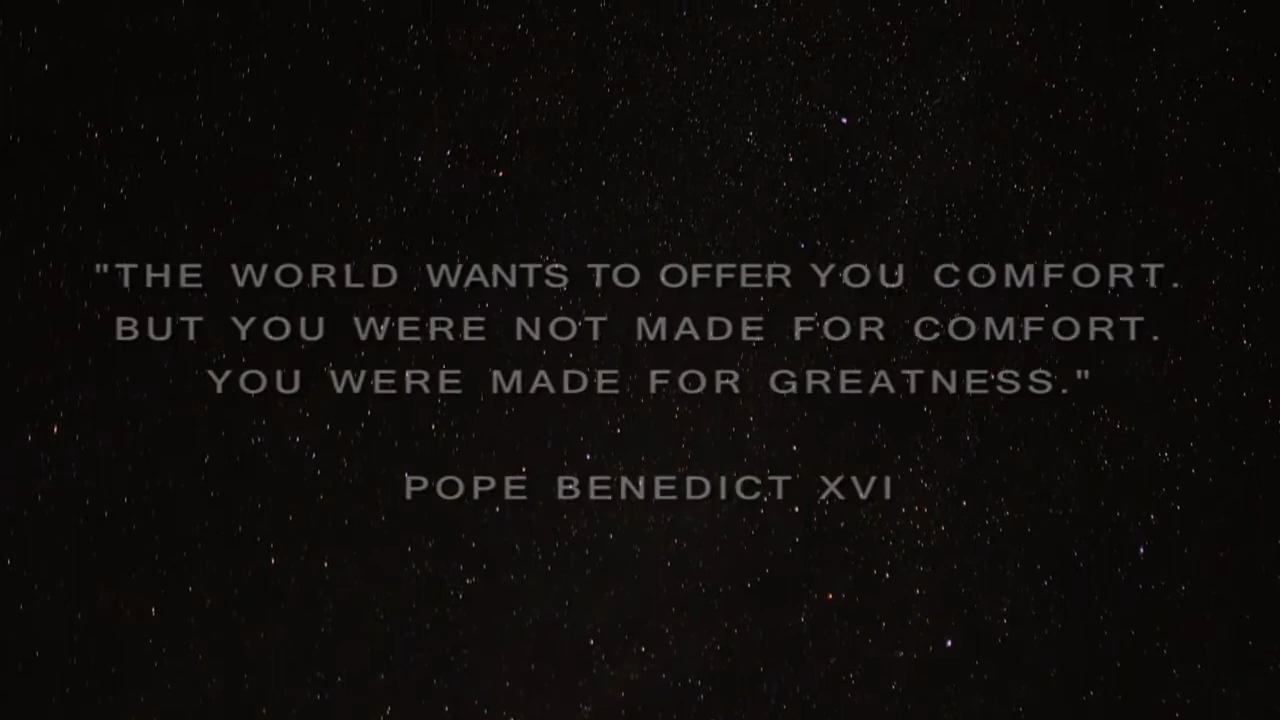 "THE WORLD WANTS TO OFFER YOU COMFORT.
BUT YOU WERE NOT MADE FOR COMFORT.
YOU WERE MADE FOR GREATNESS."
POPE BENEDICT XVI